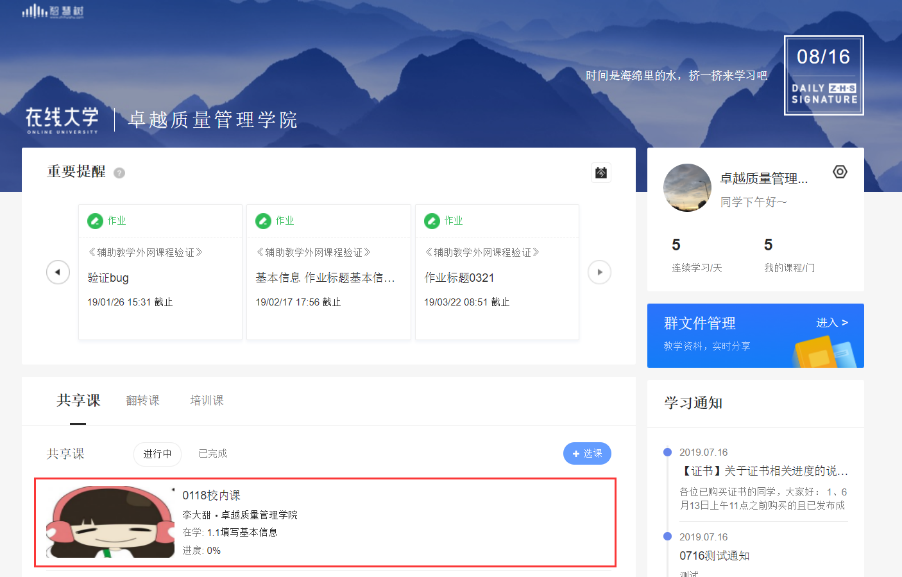 智慧树
时间是海绵里的水，挤一挤来学习吧
08/16
DAILY Z·H·S
SIGNATURE
在线大学
ONLINE UNIVERSITY
卓越质量管理学院
重要提醒
?
作业
《辅助教学外网课程验证》
验证bug
19/01/26 15:31 截止
作业
《辅助教学外网课程验证》
基本信息 作业标题基本信...
19/02/17 17:56 截止
作业
《辅助教学外网课程验证》
作业标题0321
19/03/22 08:51 截止
卓越质量管理...
同学下午好~
5
连续学习/天
5
我的课程/门
群文件管理
进入 >
教学资料，实时分享
共享课 翻转课 培训课
共享课 进行中 已完成
+ 选课
0118校内课
李大甜 • 卓越质量管理学院
在学: 1.1填写基本信息
进度: 0%
学习通知
2019.07.16
【证书】关于证书相关进度的说...
各位已购买证书的同学，大家好： 1、6
月13日上午11点之前购买的且已发布成
2019.07.16
0716测试通知
测试